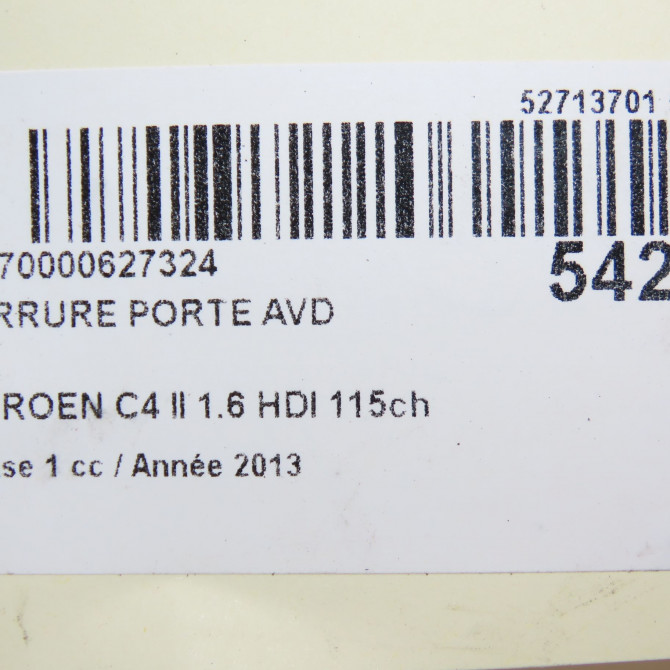 52713701
70000627324
542
RRURE PORTE AVD
ROEN C4 II 1.6 HDI 115ch
se 1 cc / Année 2013